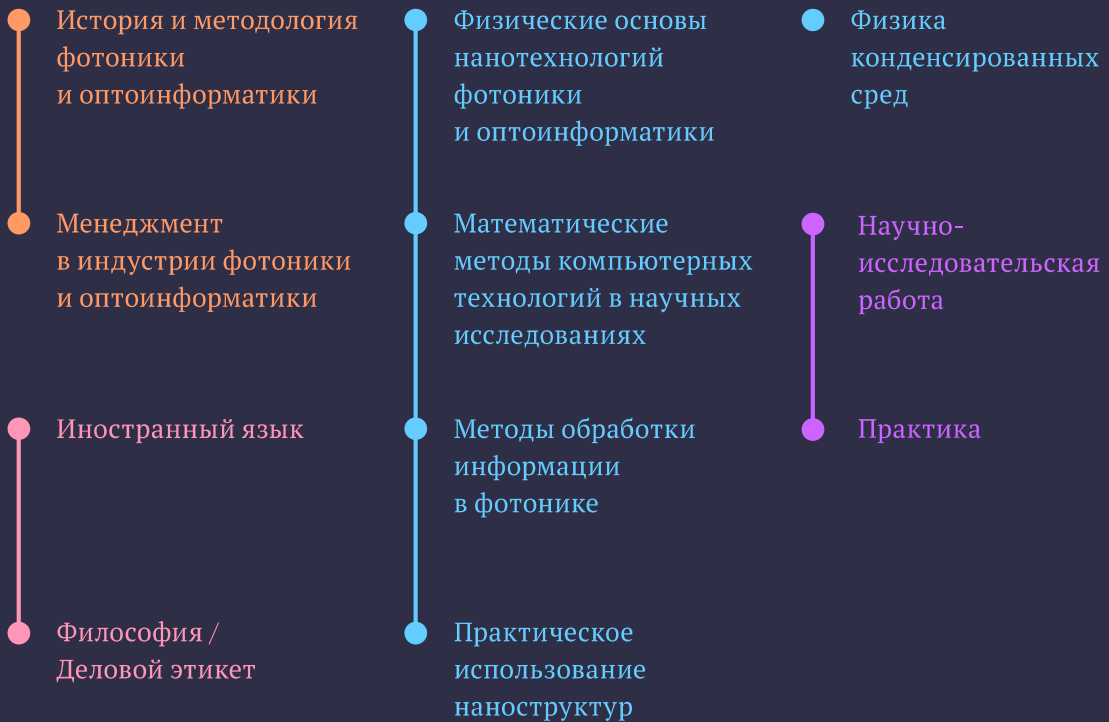 История и методология
фотоники
и оптоинформатики
Менеджмент
в индустрии фотоники
и оптоинформатики
Иностранный язык
Философия /
Деловой этикет
Физические основы
нанотехнологий
фотоники
и оптоинформатики
Математические
методы компьютерных
технологий в научных
исследованиях
Методы обработки
информации
в фотонике
Практическое
использование
наноструктур
Физика
конденсированных
сред
Научно-
исследовательская
работа
Практика